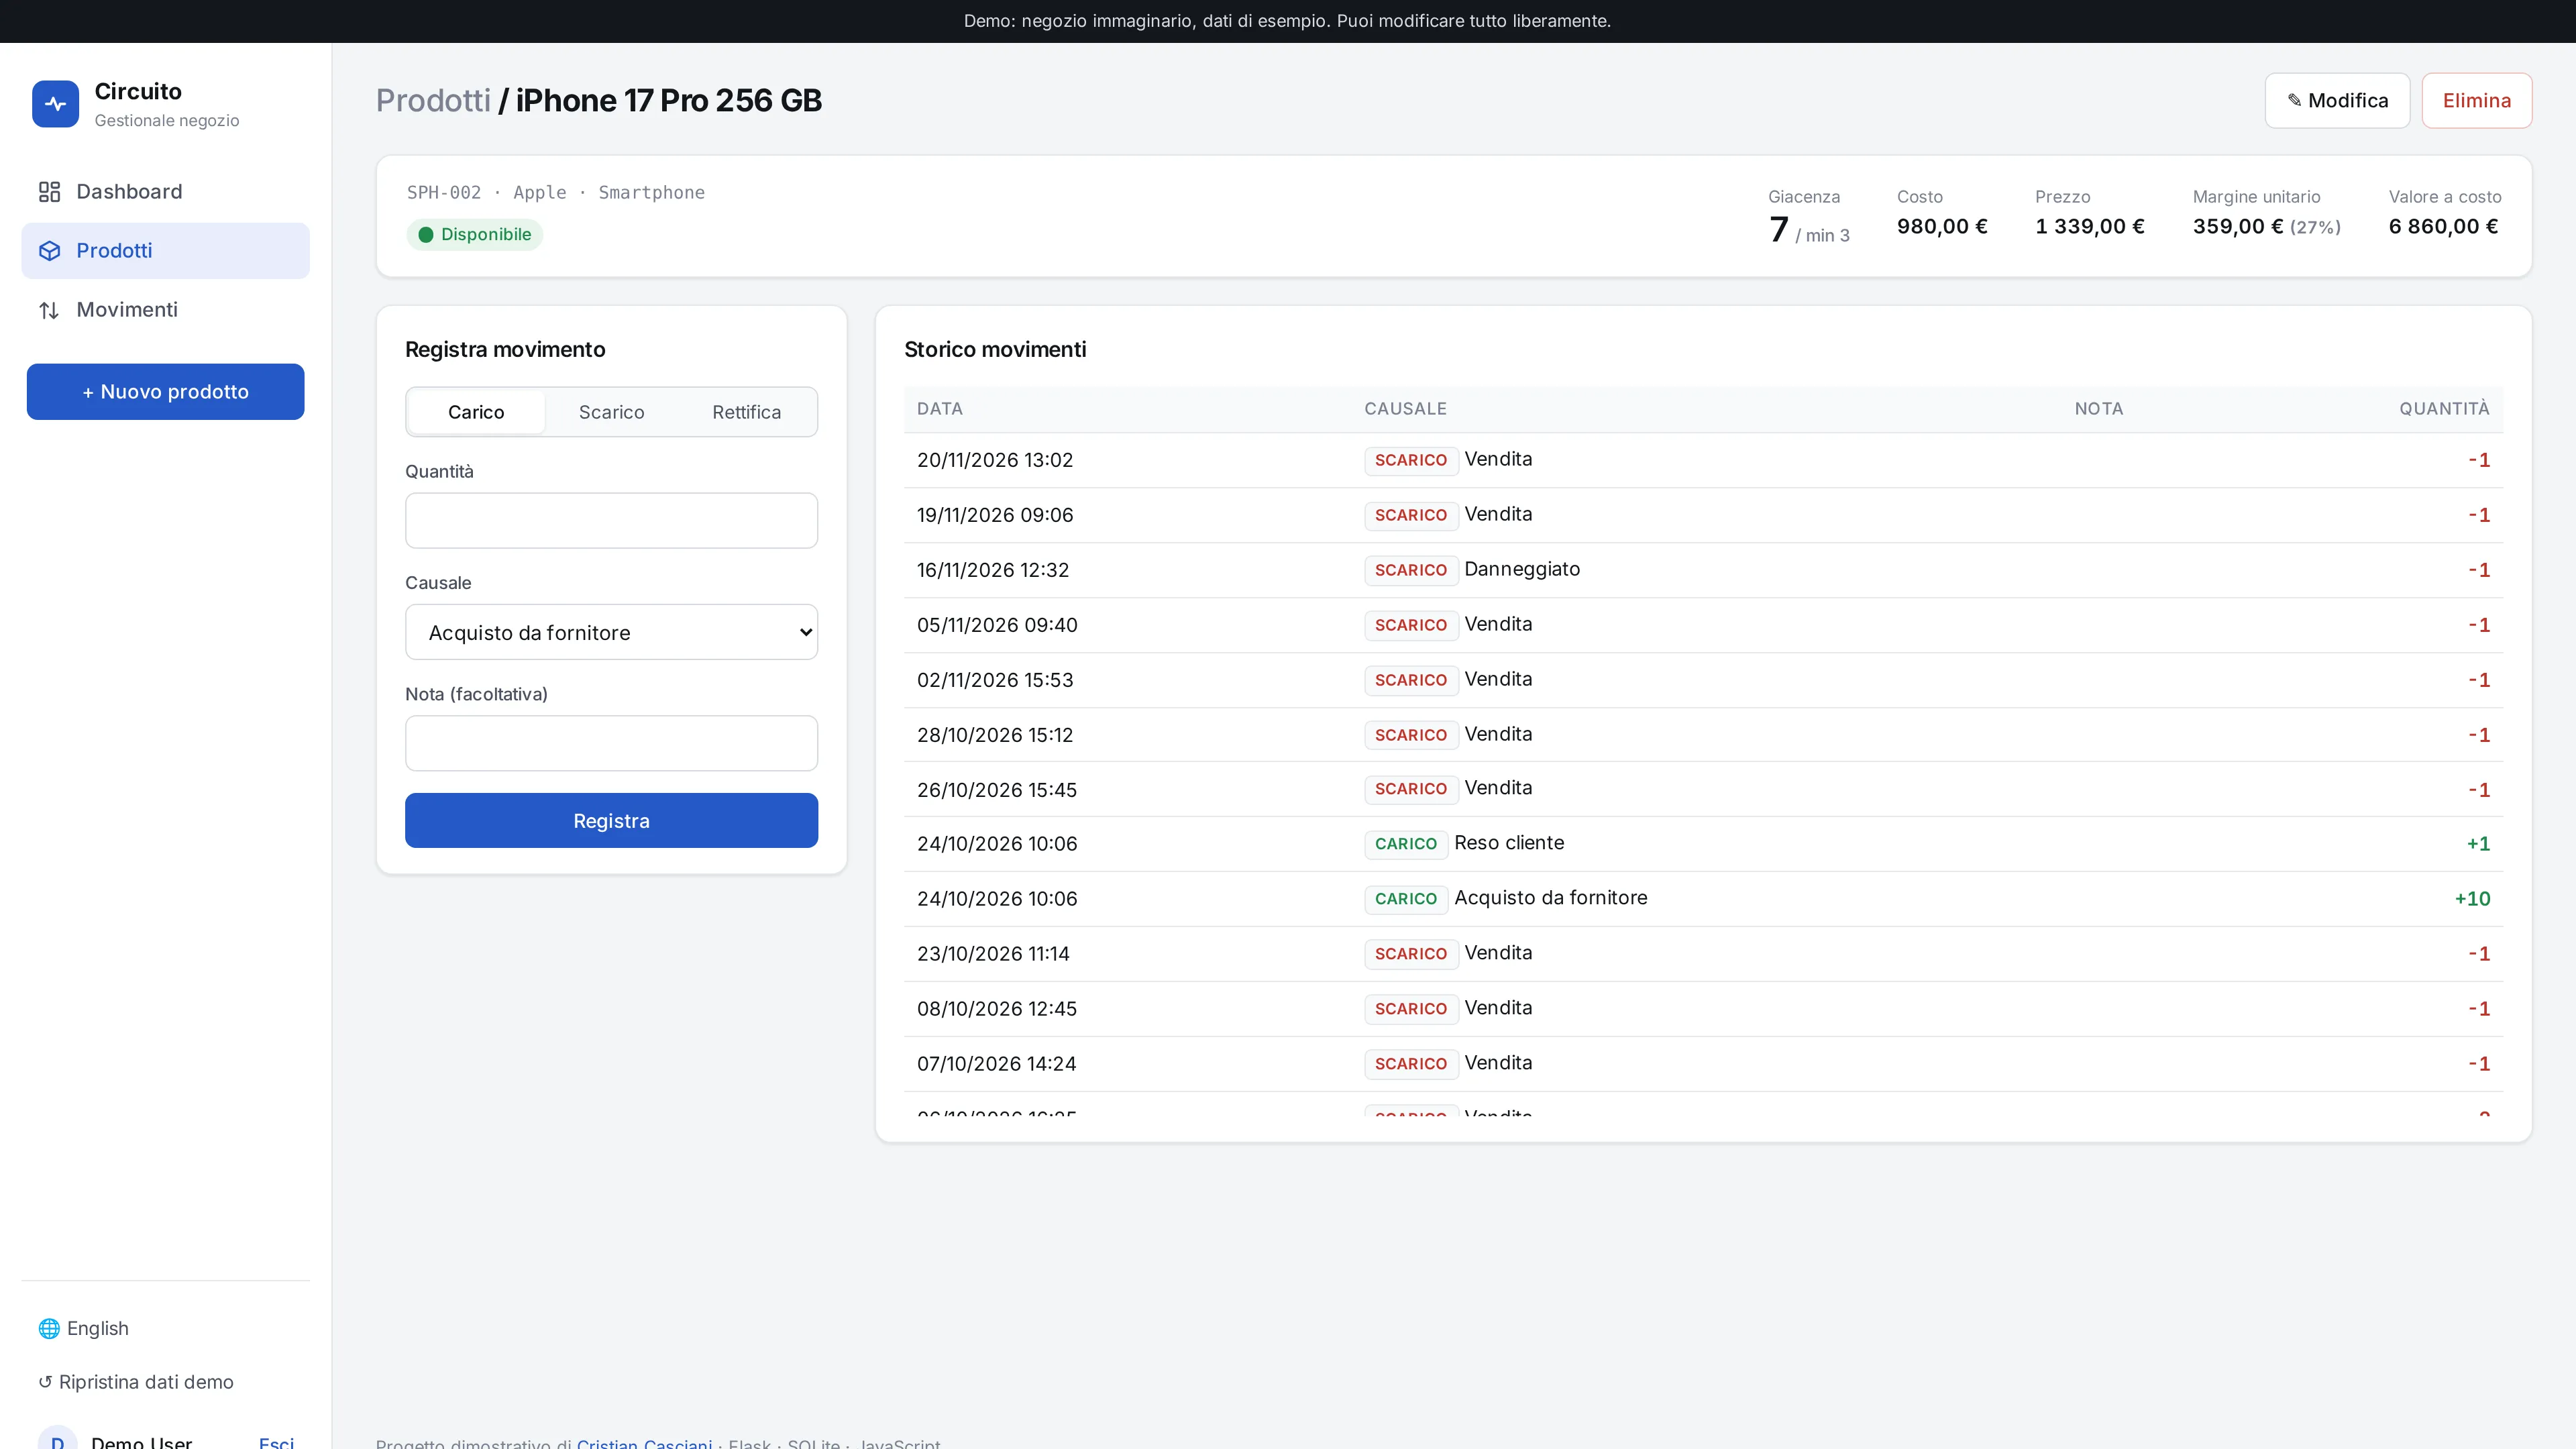 Demo: negozio immaginario, dati di esempio. Puoi modificare tutto liberamente.
Circuito
Gestionale negozio
Dashboard
Prodotti
Movimenti
+ Nuovo prodotto
Prodotti / iPhone 17 Pro 256 GB
✎ Modifica
Elimina
SPH-002 · Apple · Smartphone
Disponibile
Giacenza
7 / min 3
Costo
980,00 €
Prezzo
1 339,00 €
Margine unitario
359,00 € (27%)
Valore a costo
6 860,00 €
Registra movimento
Carico Scarico Rettifica
Quantità
Causale
Acquisto da fornitore
Nota (facoltativa)
Registra
Storico movimenti
DATA CAUSALE NOTA QUANTITÀ
20/11/2026 13:02 SCARICO Vendita -1
19/11/2026 09:06 SCARICO Vendita -1
16/11/2026 12:32 SCARICO Danneggiato -1
05/11/2026 09:40 SCARICO Vendita -1
02/11/2026 15:53 SCARICO Vendita -1
28/10/2026 15:12 SCARICO Vendita -1
26/10/2026 15:45 SCARICO Vendita -1
24/10/2026 10:06 CARICO Reso cliente +1
24/10/2026 10:06 CARICO Acquisto da fornitore +10
23/10/2026 11:14 SCARICO Vendita -1
08/10/2026 12:45 SCARICO Vendita -1
07/10/2026 14:24 SCARICO Vendita -1
SCARICO Vendita
English
↺ Ripristina dati demo
D Demo User Esci
Progetto dimostrativo di Cristian Casciani · Flask · SQLite · JavaScript